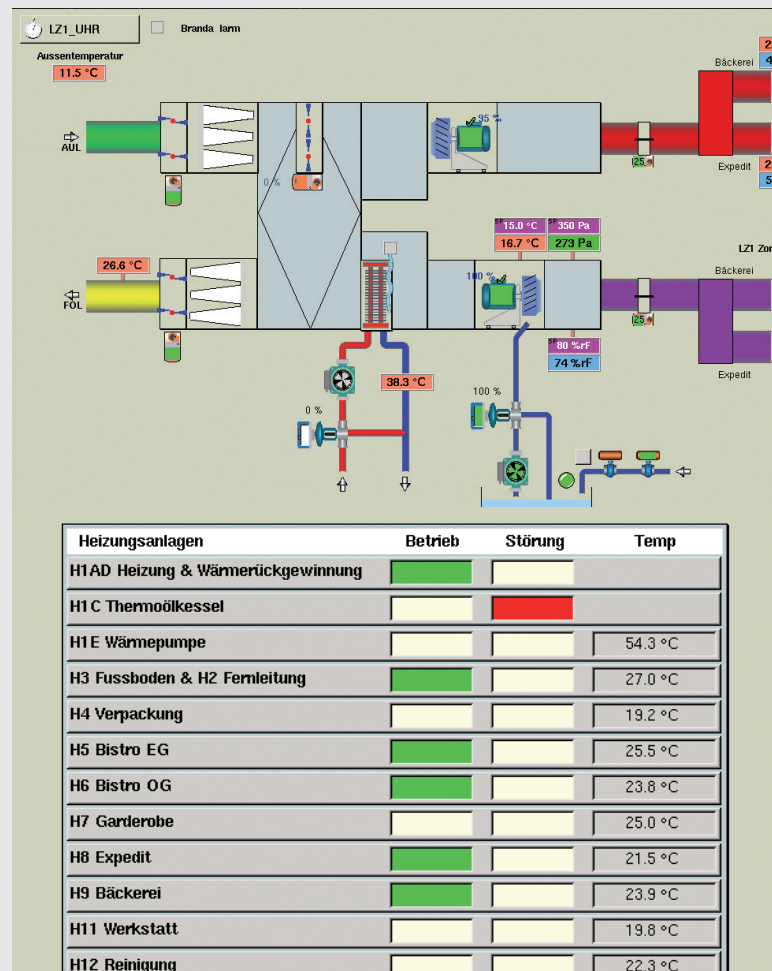 LZ1_UHR
Branda larm
Aussentemperatur
11.5 °C
Bäckerei
AUL
95 %
0 %
Expedit
SP 15.0 °C
SP 350 Pa
16.7 °C
273 Pa
LZ1 Zor
26.6 °C
Bäckerei
100 %
FOL
SP 80 %rF
74 %rF
Expedit
38.3 °C
100 %
0 %
Heizungsanlagen Betrieb Störung Temp
H1AD Heizung & Wärmerückgewinnung
H1C Thermoölkessel
H1E Wärmepumpe 54.3 °C
H3 Fussboden & H2 Fernleitung 27.0 °C
H4 Verpackung 19.2 °C
H5 Bistro EG 25.5 °C
H6 Bistro OG 23.8 °C
H7 Garderobe 25.0 °C
H8 Expedit 21.5 °C
H9 Bäckerei 23.9 °C
H11 Werkstatt 19.8 °C
H12 Reinigung 22.3 °C